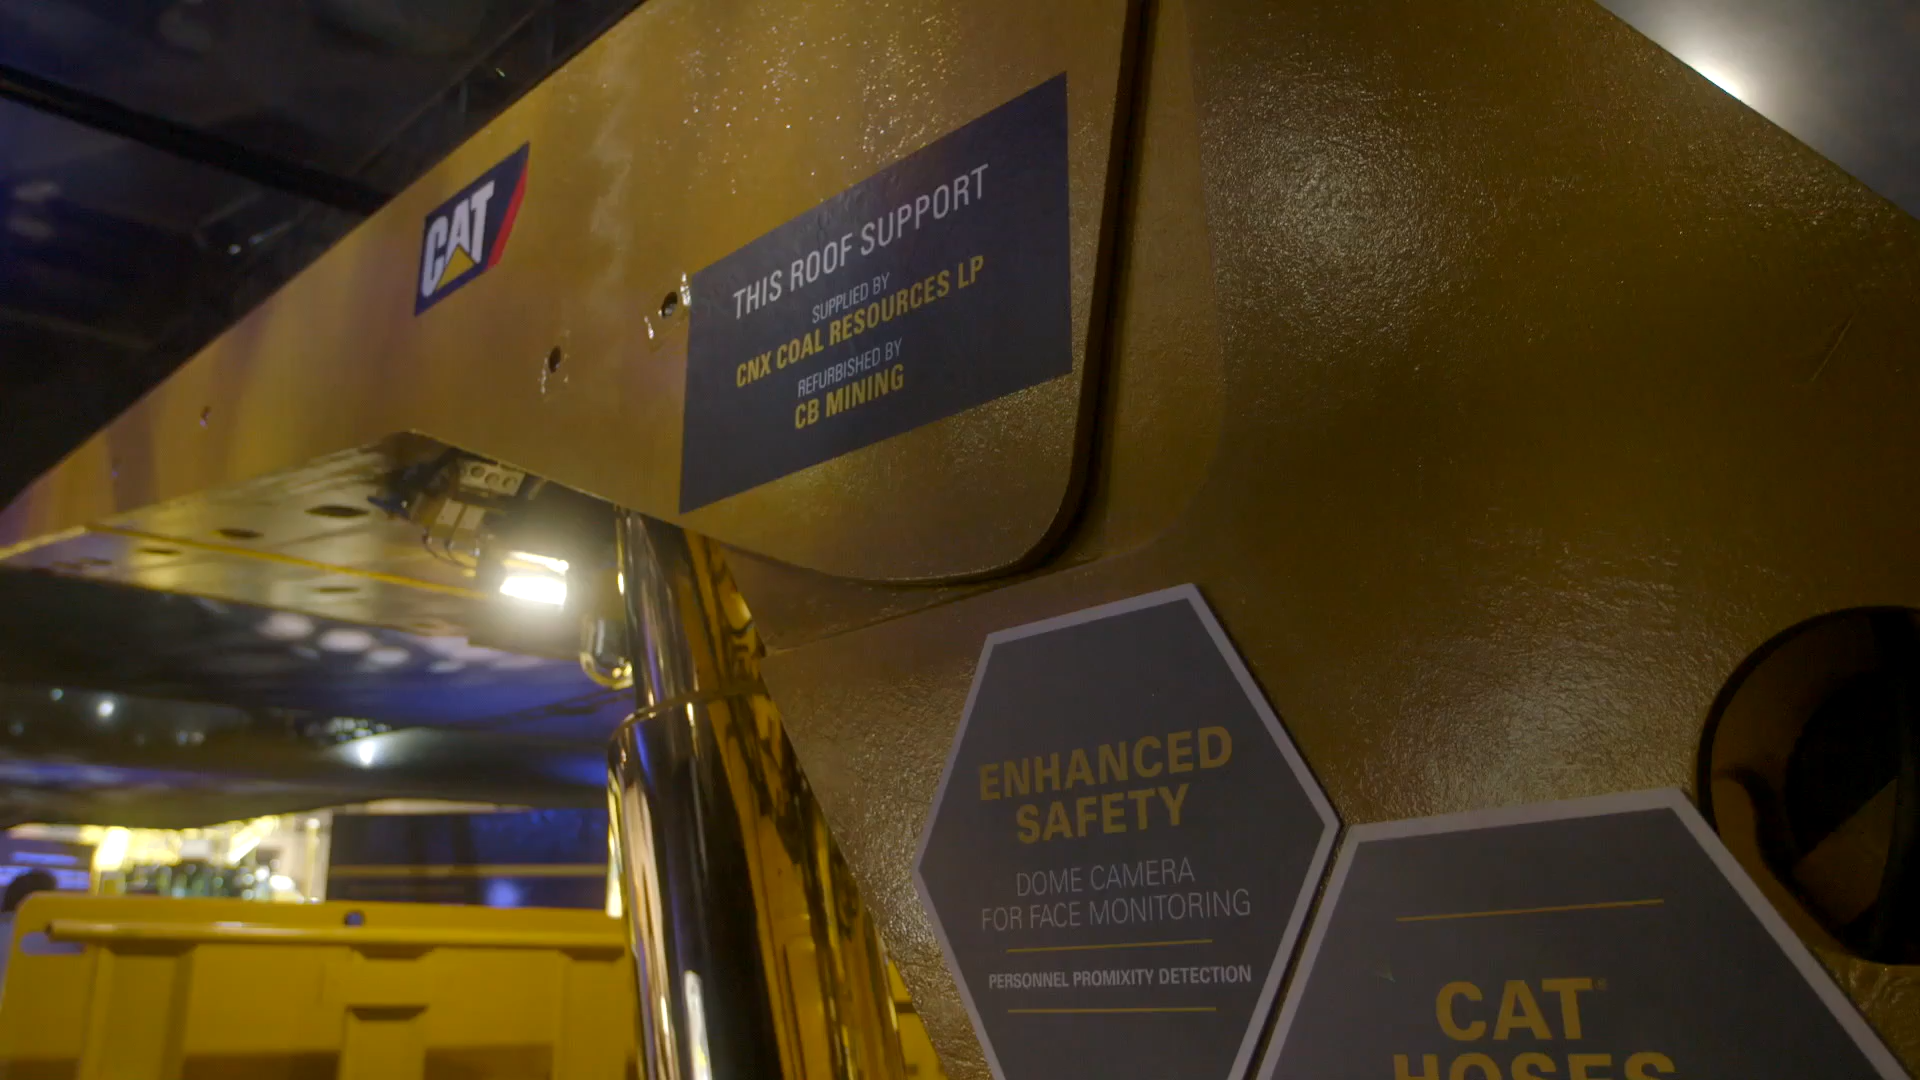 CAT
THIS ROOF SUPPORT
SUPPLIED BY
CNX COAL RESOURCES LP
REFURBISHED BY
CB MINING
ENHANCED
SAFETY
DOME CAMERA
FOR FACE MONITORING
PERSONNEL PROMIXITY DETECTION
CAT®
HOSES